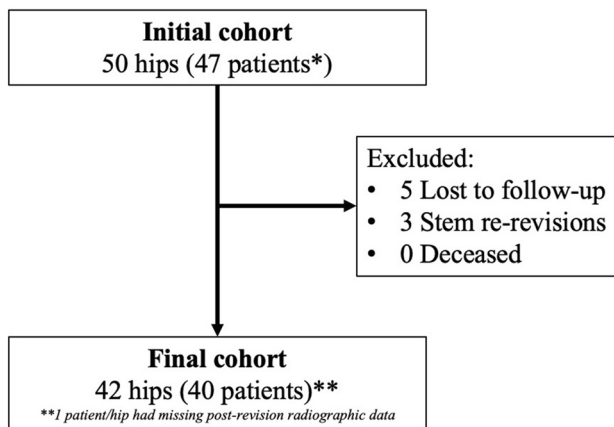 Initial cohort
50 hips (47 patients*)
Excluded:
• 5 Lost to follow-up
• 3 Stem re-revisions
• 0 Deceased
Final cohort
42 hips (40 patients)**
**1 patient/hip had missing post-revision radiographic data